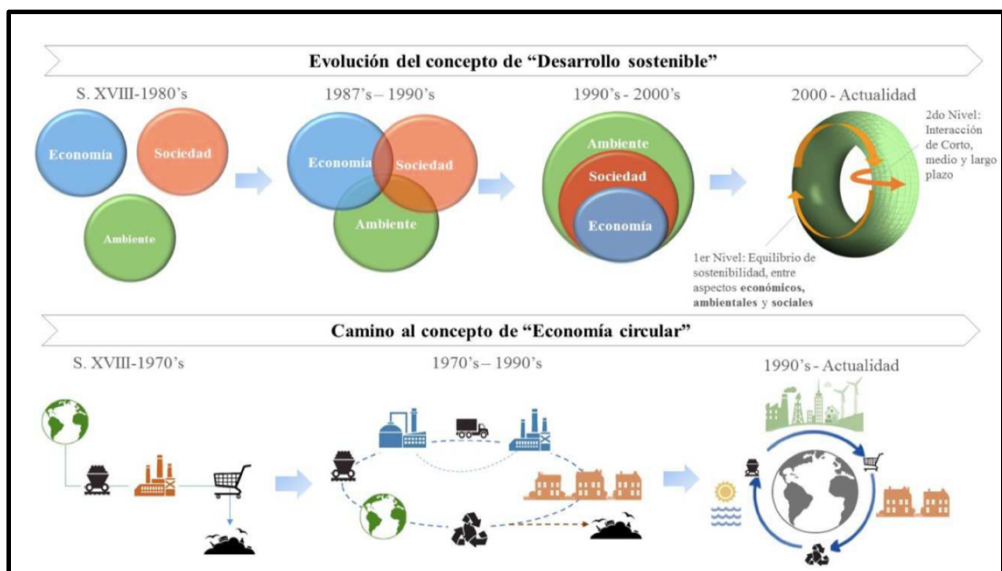 Evolución del concepto de “Desarrollo sostenible”
S. XVIII-1980’s
1987’s – 1990’s
1990’s - 2000’s
2000 - Actualidad
Economía
Sociedad
Ambiente
Economía
Sociedad
Ambiente
Ambiente
Sociedad
Economía
2do Nivel:
Interacción
de Corto,
medio y largo
plazo
1er Nivel: Equilibrio de
sostenibilidad, entre
aspectos económicos,
ambientales y sociales
Camino al concepto de “Economía circular”
S. XVIII-1970’s
1970’s – 1990’s
1990’s - Actualidad